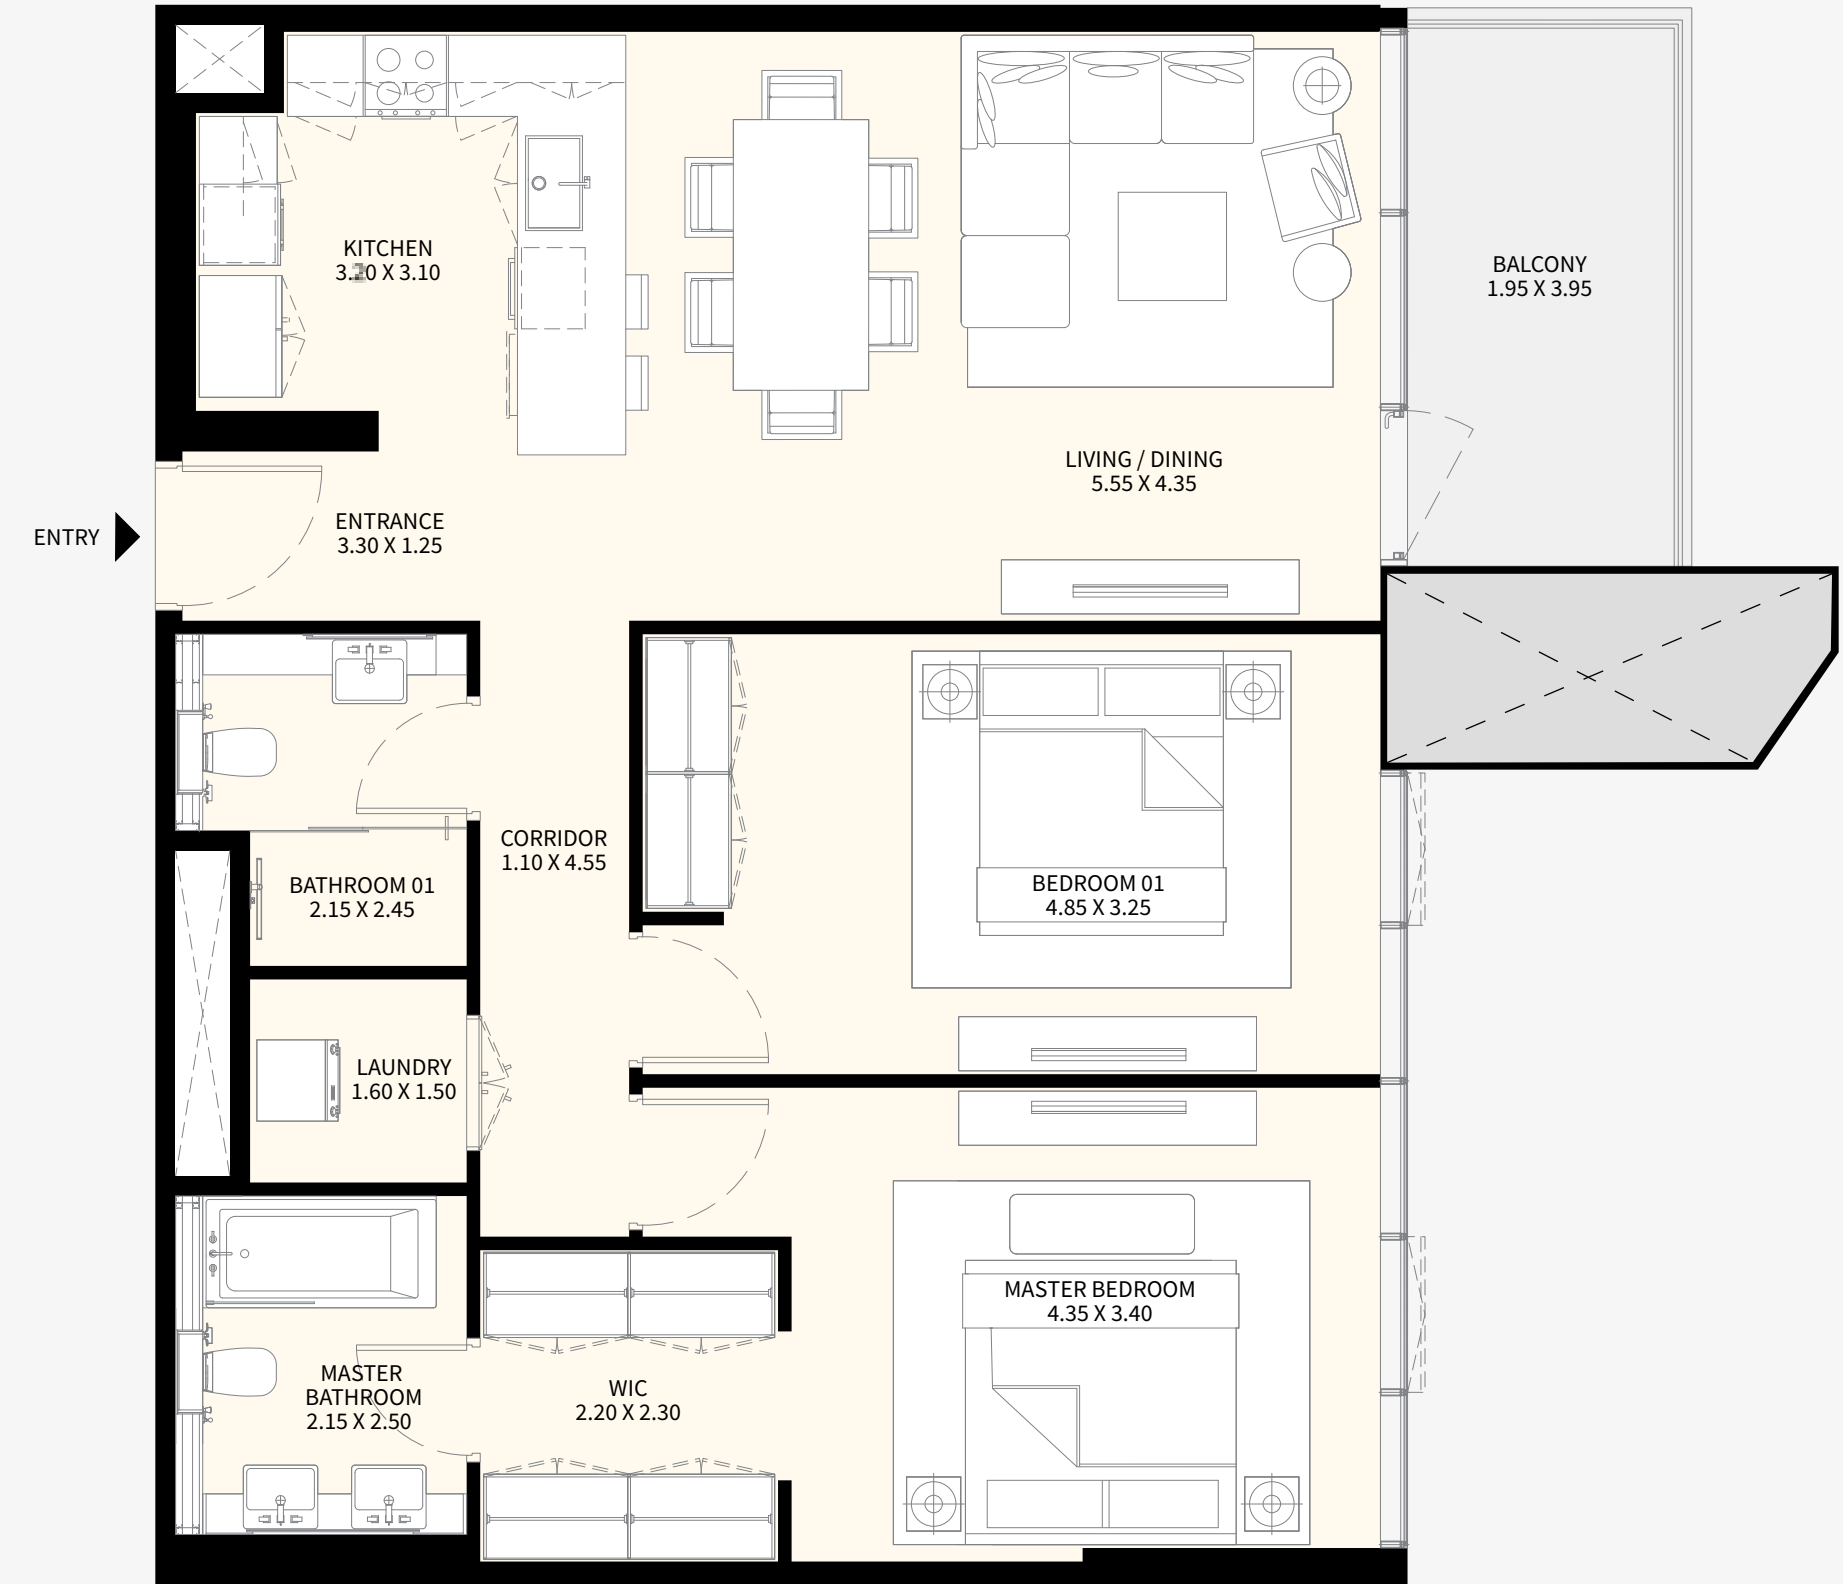 KITCHEN
X 3.10
BALCONY
1.95 X 3.95
LIVING / DINING
5.55 X 4.35
ENTRY
ENTRANCE
3.30 X 1.25
CORRIDOR
1.10 X 4.55
BATHROOM 01
2.15 X 2.45
BEDROOM 01
4.85 X 3.25
LAUNDRY
1.60 X 1.50
MASTER BEDROOM
4.35 X 3.40
MASTER
BATHROOM
2.15 X 2.50
WIC
2.20 X 2.30